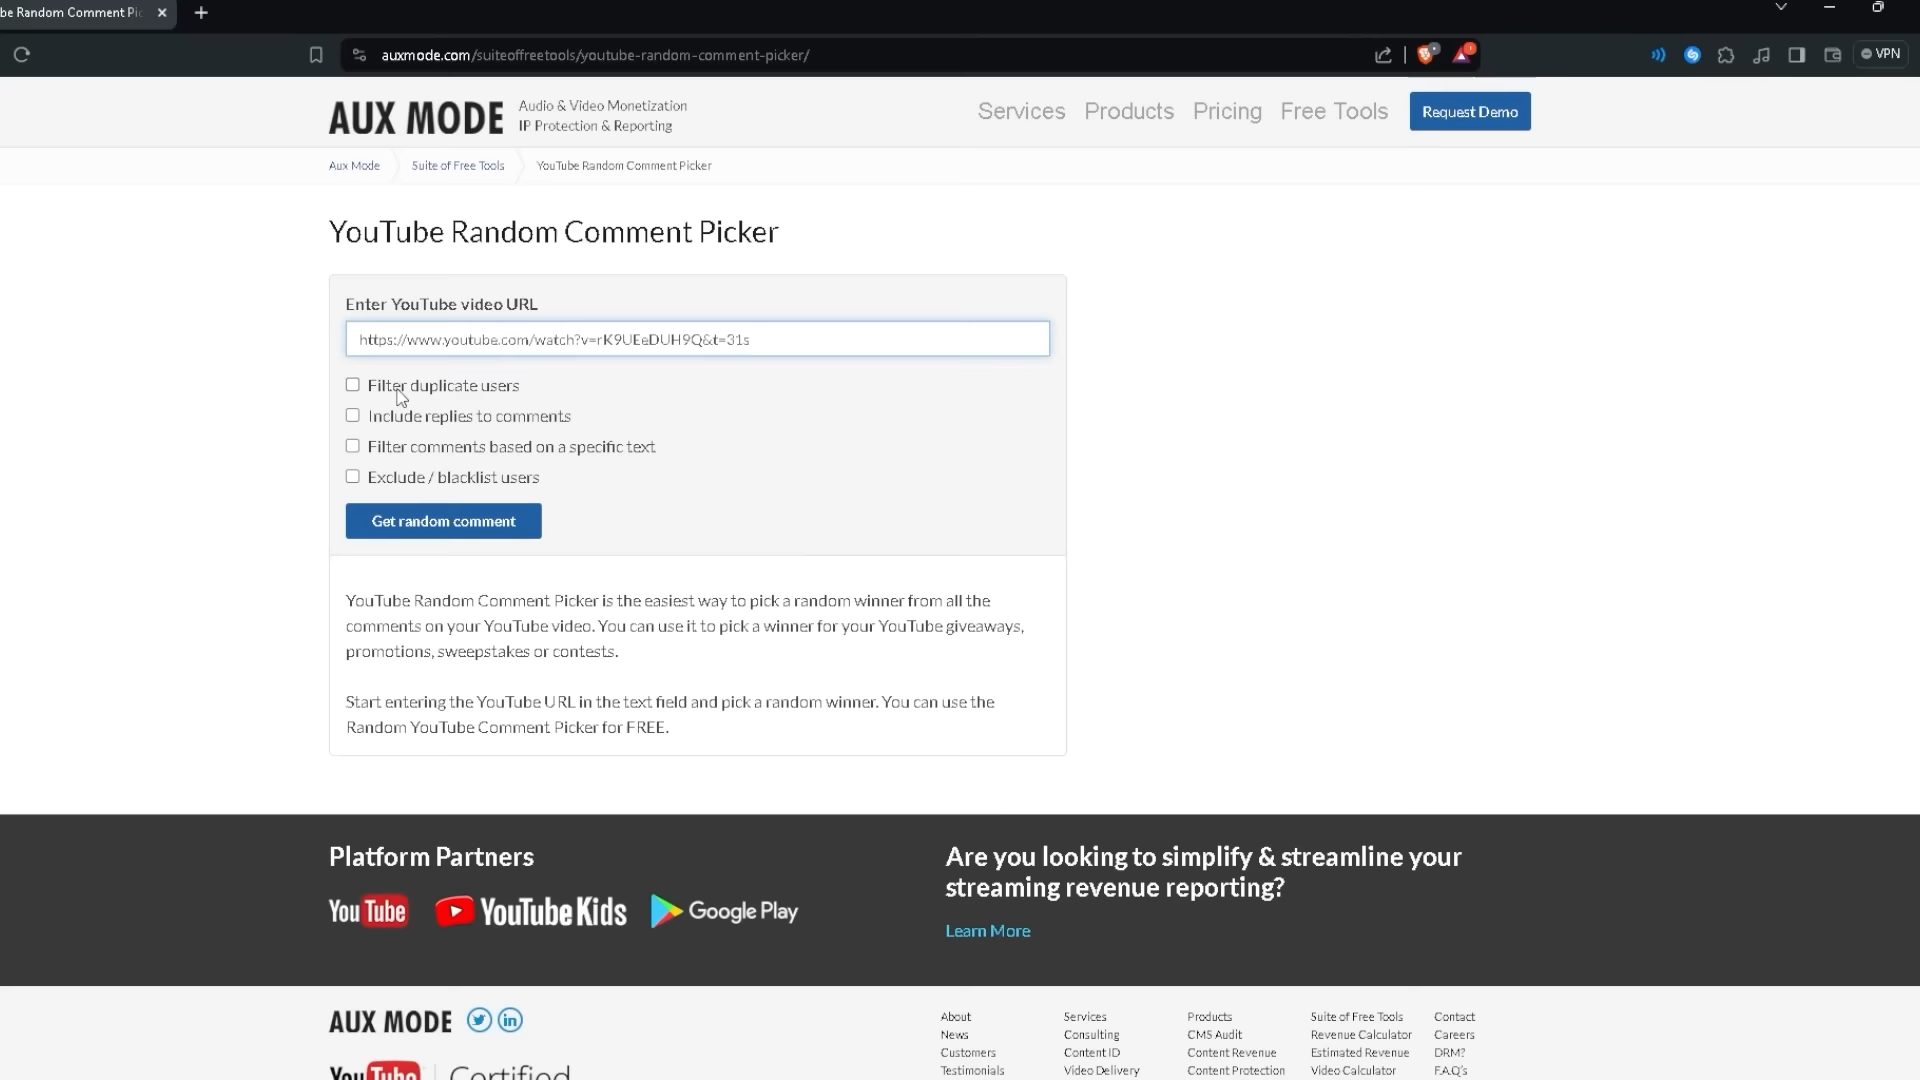 be Random Comment Pi
auxmode.com/suiteoffreetools/youtube-random-comment-picker/
VPN
AUX MODE
Audio & Video Monetization
IP Protection & Reporting
Services Products Pricing Free Tools Request Demo
Aux Mode Suite of Free Tools YouTube Random Comment Picker
YouTube Random Comment Picker
Enter YouTube video URL
https://www.youtube.com/watch?v=rK9UEeDUH9Q&t=31s
Filter duplicate users
Include replies to comments
Filter comments based on a specific text
Exclude / blacklist users
Get random comment
YouTube Random Comment Picker is the easiest way to pick a random winner from all the
comments on your YouTube video. You can use it to pick a winner for your YouTube giveaways,
promotions, sweepstakes or contests.
Start entering the YouTube URL in the text field and pick a random winner. You can use the
Random YouTube Comment Picker for FREE.
Platform Partners
YouTube YouTube Kids Google Play
Are you looking to simplify & streamline your
streaming revenue reporting?
Learn More
AUX MODE
YouTube Certified
About Services Products Suite of Free Tools Contact
News Consulting CMS Audit Revenue Calculator Careers
Customers Content ID Content Revenue Estimated Revenue DRM?
Testimonials Video Delivery Content Protection Video Calculator F.A.Q's